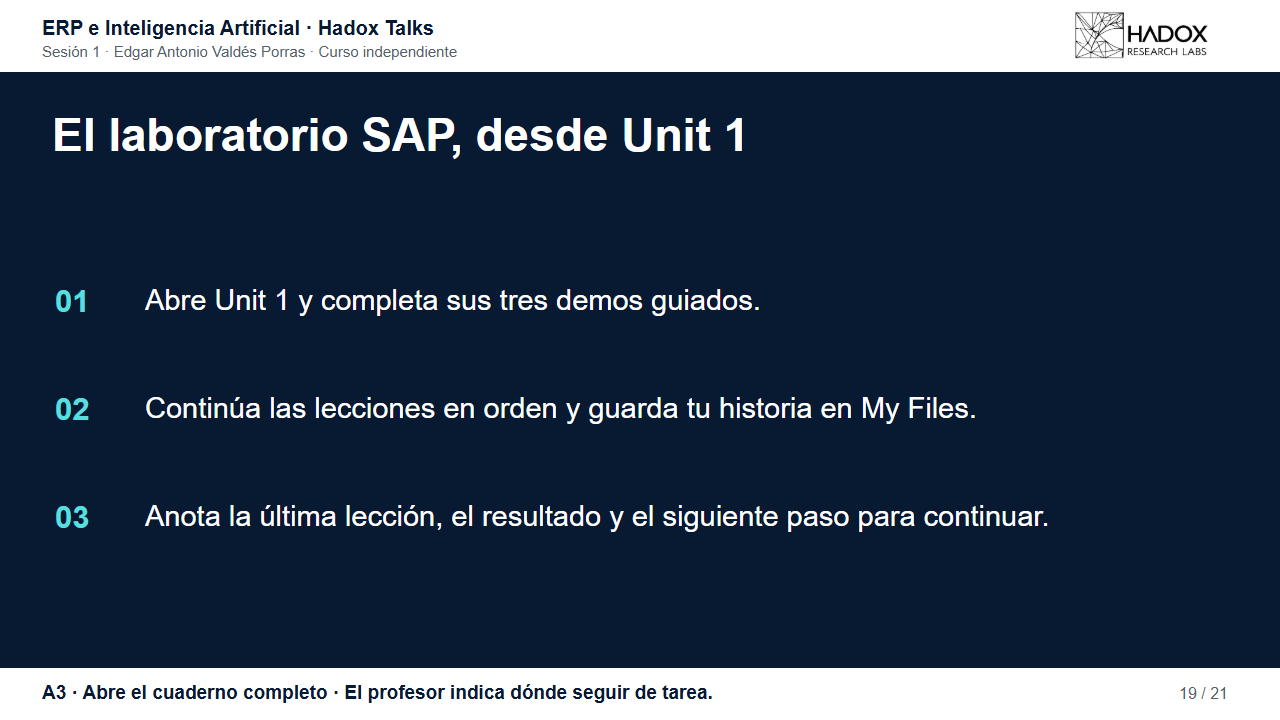 ERP e Inteligencia Artificial · Hadox Talks
Sesión 1 · Edgar Antonio Valdés Porras · Curso independiente
HADOX
RESEARCH LABS
El laboratorio SAP, desde Unit 1
01 Abre Unit 1 y completa sus tres demos guiados.
02 Continúa las lecciones en orden y guarda tu historia en My Files.
03 Anota la última lección, el resultado y el siguiente paso para continuar.
A3 · Abre el cuaderno completo · El profesor indica dónde seguir de tarea.
19 / 21